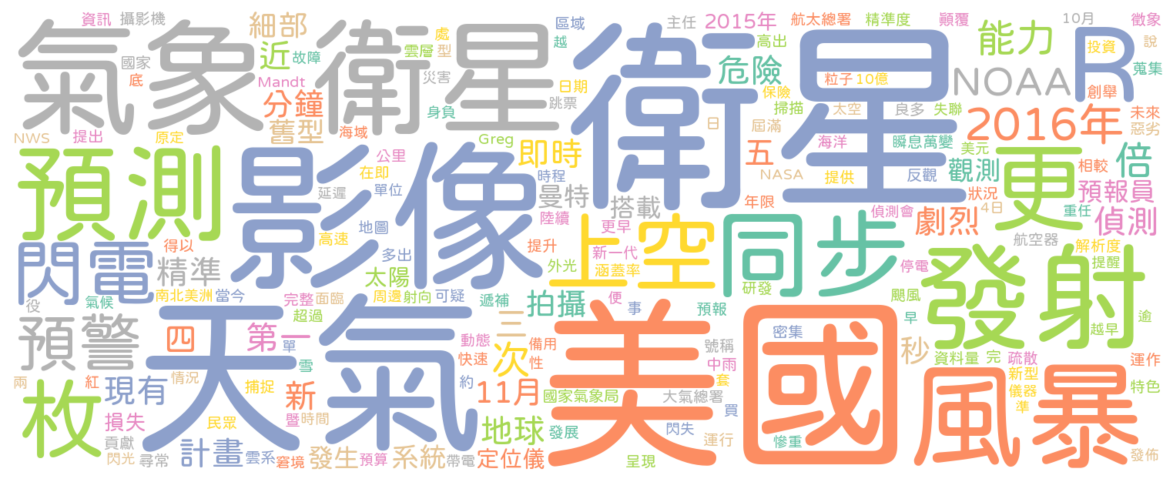 資訊
攝影機
細部
處
區域
主任
2015年
航太總署
精準度
顛覆
10月
徵象
氣象衛星
衛星
R
能力
投資
說
國家
近
故障
雲層
型
越
高出
危險
粒子
10億
NOAA
蒐集
底
Mandt
災害
日期
保險
創舉
分鐘
身負
跳票
掃描
太空
良多
失聯
2016年
未來
惡劣
NWS
提出
原定
舊型
海域
Greg
即時
日
屆滿
海洋
瞬息萬變
美元
五
觀測
相較
倍
預測
影像
公里
在即
時程
NASA
提供
反觀
更
狀況
預報員
延遲
單位
曼特
搭載
年限
4日
重任
偵測
地圖
陸續
更早
偵測會
劇烈
得以
高速
多出
提升
新一代
上空
同步
航空器
解析度
閃電
精準
太陽
外光
涵蓋率
停電
提醒
發射
役
氣候
南北美洲
當今
完整
面臨
周邊
射向
可疑
遞補
拍攝
便
事
研發
颶風
預報
早
越早
逾
超過
預警
四
第一
單
動態
三次
備用
性
號稱
密集
中雨
秒
資料量
完
疏散
運作
天氣
美國
雪
快速
約
套
大氣總署
新型
儀器
準
特色
枚
兩
紅
現有
情況
捕捉
新
11月
國家氣象局
買
風暴
損失
貢獻
暨
時間
民眾
地球
發展
閃失
運行
慘重
閃光
尋常
計畫
雲系
窘境
發生
預算
系統
帶電
定位儀
呈現
發佈